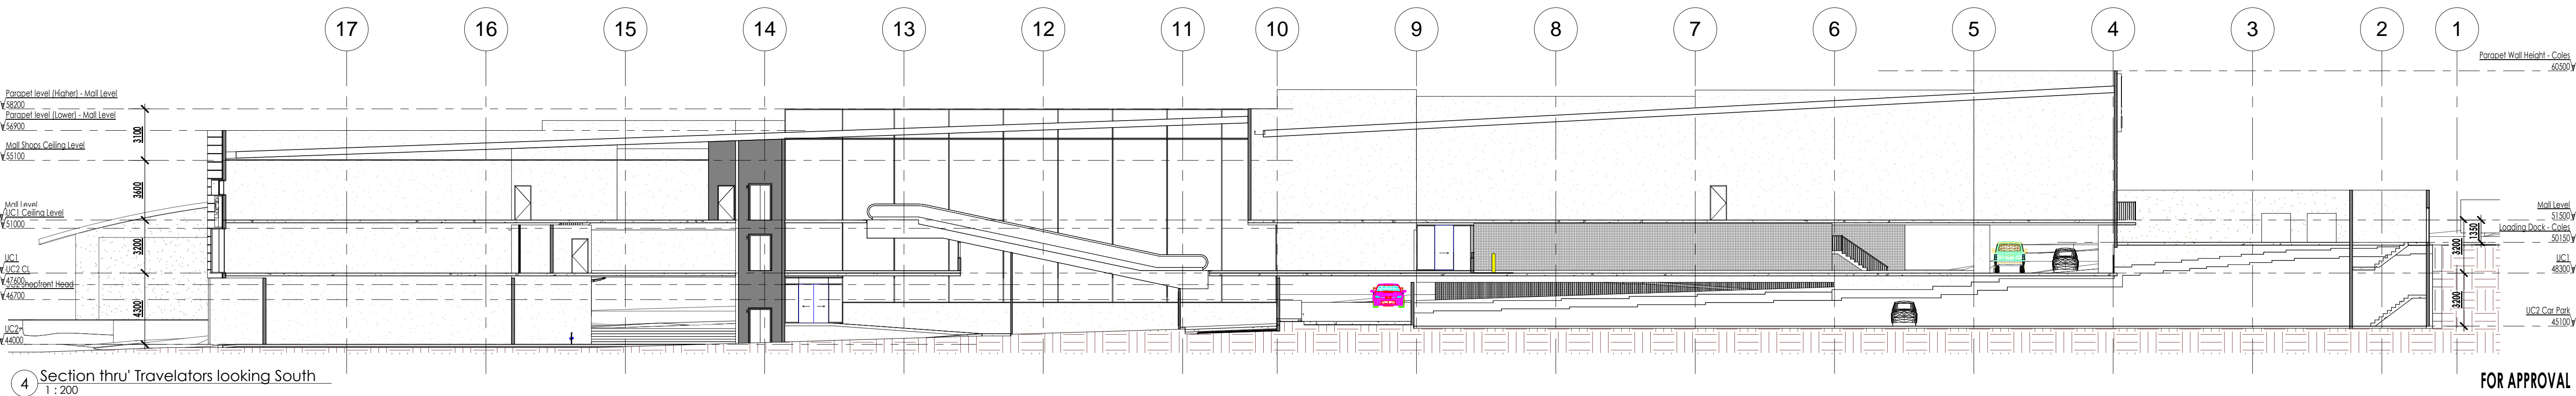 17 16 15 14 13 12 11 10 9 8 7 6 5 4 3 2 1
Parapet Wall Height - Coles
60500
Parapet level (Higher) - Mall Level
58200
Parapet level (Lower) - Mall Level
56900
3100
Mall Shops Ceiling Level
55100
3600
Mall Level
UC1 Ceiling Level
51000
3200
UC1
UC2 CL
47600
Shopfront Head
46700
4300
UC2
44000
Mall Level
51500
1350
Loading Dock - Coles
50150
3200
UC1
48300
3200
UC2 Car Park
45100
4 Section thru' Travelators looking South
1 : 200
FOR APPROVAL